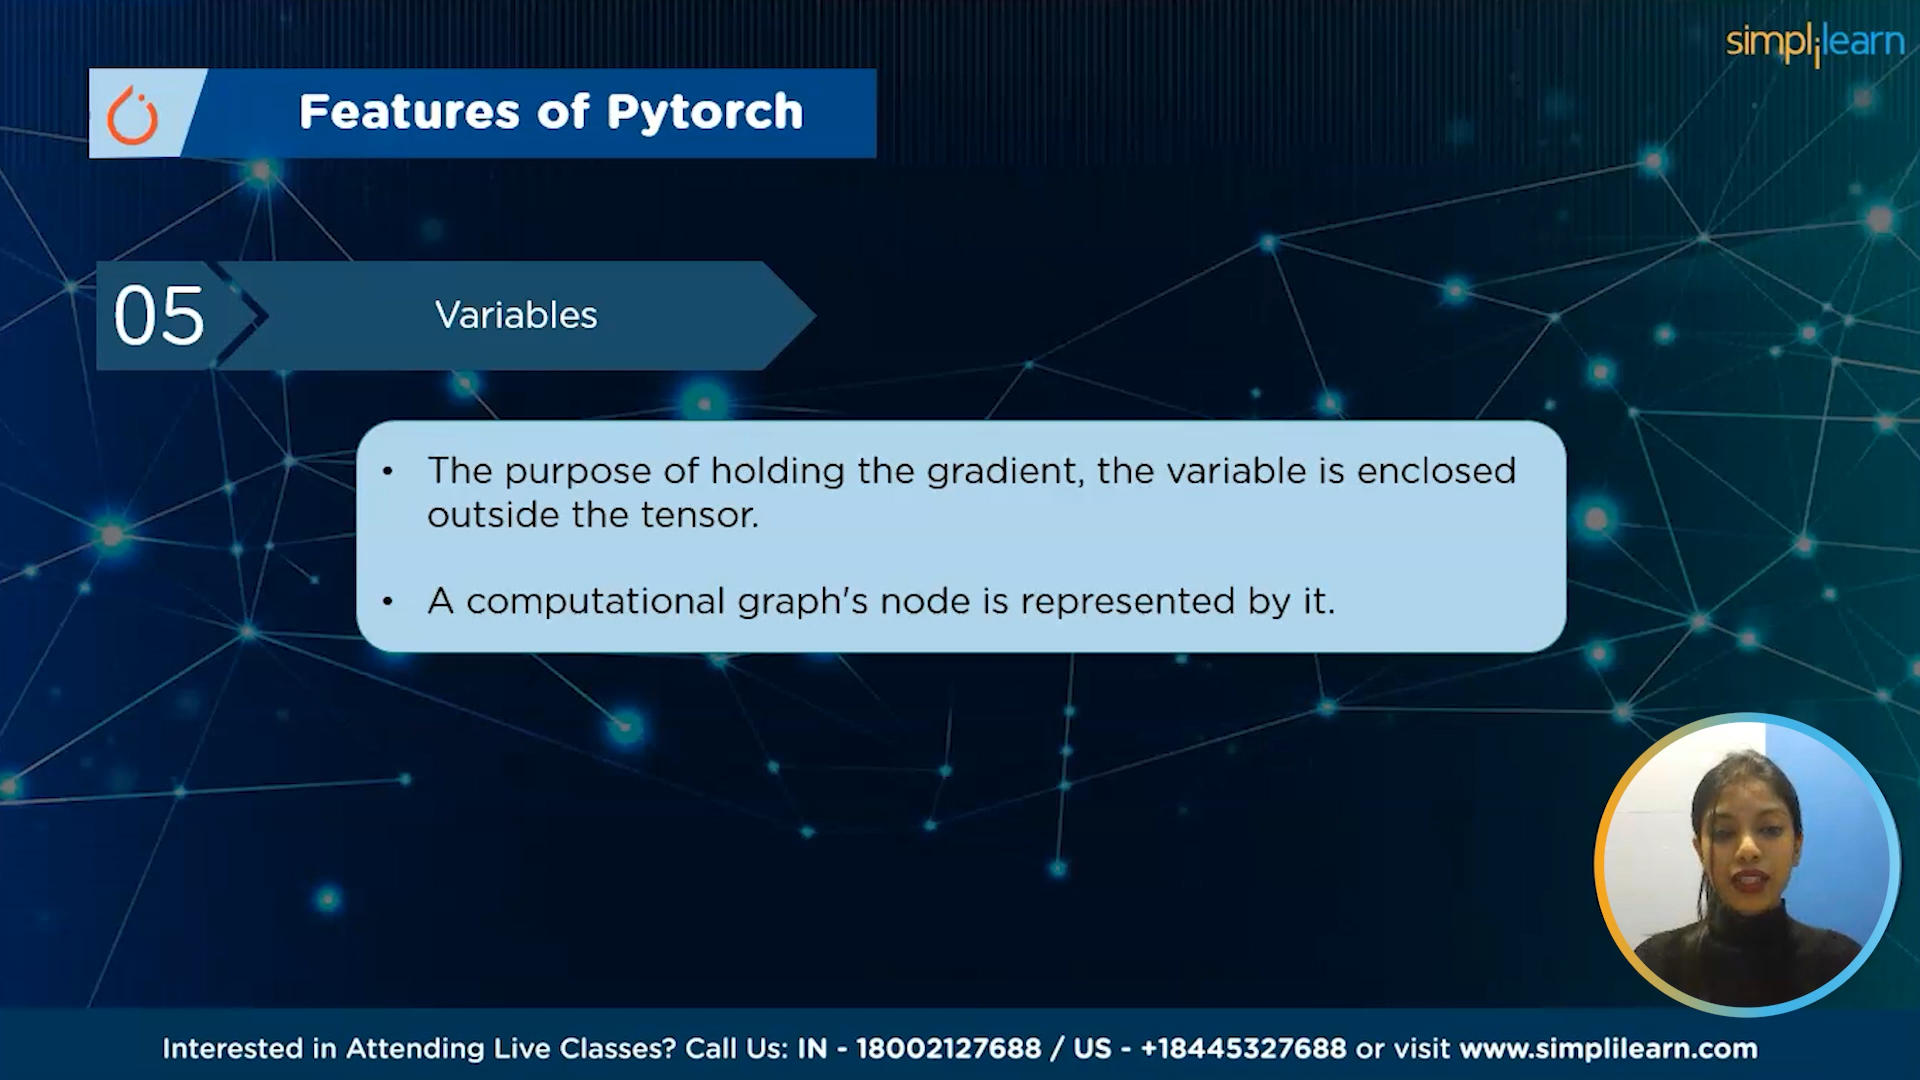 simplilearn
Features of Pytorch
05
Variables
• The purpose of holding the gradient, the variable is enclosed
outside the tensor.
• A computational graph's node is represented by it.
Interested in Attending Live Classes? Call Us: IN - 18002127688 / US - +18445327688 or visit www.simplilearn.com